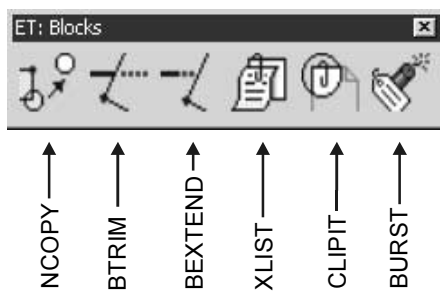 ET: Blocks
NCOPY
BTRIM
BEXTEND
XLIST
CLIPIT
BURST